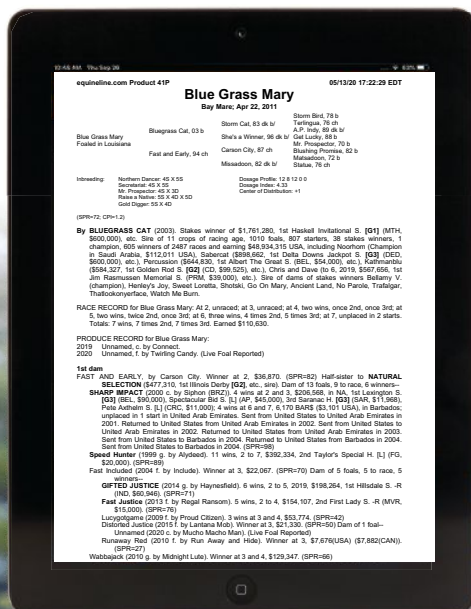 10:45 AM Thu Sep 29
63%
equineline.com Product 41P 05/13/20 17:22:29 EDT
Blue Grass Mary
Bay Mare; Apr 22, 2011
Storm Bird, 78 b
Storm Cat, 83 dk b/ Terlingua, 76 ch
Bluegrass Cat, 03 b A.P. Indy, 89 dk b/
She's a Winner, 96 dk b/ Get Lucky, 88 b
Blue Grass Mary Mr. Prospector, 70 b
Foaled in Louisiana Carson City, 87 ch Blushing Promise, 82 b
Fast and Early, 94 ch Matsadoon, 72 b
Missadoon, 82 dk b/ Statue, 76 ch
Inbreeding: Northern Dancer: 4S X 5S Dosage Profile: 12 8 12 0 0
Secretariat: 4S X 5S Dosage Index: 4.33
Mr. Prospector: 4S X 3D Center of Distribution: +1
Raise a Native: 5S X 4D X 5D
Gold Digger: 5S X 4D
(SPR=72; CPI=1.2)
By BLUEGRASS CAT (2003). Stakes winner of $1,761,280, 1st Haskell Invitational S. [G1] (MTH,
$600,000), etc. Sire of 11 crops of racing age, 1010 foals, 807 starters, 38 stakes winners, 1
champion, 605 winners of 2487 races and earning $48,934,315 USA, including Noorhom (Champion
in Saudi Arabia, $112,011 USA), Sabercat ($898,662, 1st Delta Downs Jackpot S. [G3] (DED,
$600,000), etc.), Percussion ($644,830, 1st Albert The Great S. (BEL, $54,000), etc.), Kathmanblu
($584,327, 1st Golden Rod S. [G2] (CD, $99,525), etc.), Chris and Dave (to 6, 2019, $567,656, 1st
Jim Rasmussen Memorial S. (PRM, $39,000), etc.). Sire of dams of stakes winners Bellamy V.
(champion), Henley's Joy, Sweet Loretta, Shotski, Go On Mary, Ancient Land, No Parole, Trafalgar,
Thatlookonyerface, Watch Me Burn.
RACE RECORD for Blue Grass Mary: At 2, unraced; at 3, unraced; at 4, two wins, once 2nd, once 3rd; at
5, two wins, twice 2nd, once 3rd; at 6, three wins, 4 times 2nd, 5 times 3rd; at 7, unplaced in 2 starts.
Totals: 7 wins, 7 times 2nd, 7 times 3rd. Earned $110,630.
PRODUCE RECORD for Blue Grass Mary:
2019 Unnamed, c. by Connect.
2020 Unnamed, f. by Twirling Candy. (Live Foal Reported)
1st dam
FAST AND EARLY, by Carson City. Winner at 2, $36,870. (SPR=82) Half-sister to NATURAL
SELECTION ($477,310, 1st Illinois Derby [G2], etc., sire). Dam of 13 foals, 9 to race, 6 winners--
SHARP IMPACT (2000 c. by Siphon (BRZ)). 4 wins at 2 and 3, $206,568, in NA, 1st Lexington S.
[G3] (BEL, $90,000), Spectacular Bid S. [L] (AP, $45,000), 3rd Saranac H. [G3] (SAR, $11,968),
Pete Axthelm S. [L] (CRC, $11,000); 4 wins at 6 and 7, 6,170 BAR$ ($3,101 USA), in Barbados;
unplaced in 1 start in United Arab Emirates. Sent from United States to United Arab Emirates in
2001. Returned to United States from United Arab Emirates in 2002. Sent from United States to
United Arab Emirates in 2002. Returned to United States from United Arab Emirates in 2003.
Sent from United States to Barbados in 2004. Returned to United States from Barbados in 2004.
Sent from United States to Barbados in 2004. (SPR=98)
Speed Hunter (1999 g. by Alydeed). 11 wins, 2 to 7, $392,334, 2nd Taylor's Special H. [L] (FG,
$20,000). (SPR=89)
Fast Included (2004 f. by Include). Winner at 3, $22,067. (SPR=70) Dam of 5 foals, 5 to race, 5
winners--
GIFTED JUSTICE (2014 g. by Haynesfield). 6 wins, 2 to 5, 2019, $198,264, 1st Hillsdale S. -R
(IND, $60,946). (SPR=71)
Fast Justice (2013 f. by Regal Ransom). 5 wins, 2 to 4, $154,107, 2nd First Lady S. -R (MVR,
$15,000). (SPR=76)
Lucygotgame (2009 f. by Proud Citizen). 3 wins at 3 and 4, $53,774. (SPR=42)
Distorted Justice (2015 f. by Lantana Mob). Winner at 3, $21,330. (SPR=50) Dam of 1 foal--
Unnamed (2020 c. by Mucho Macho Man). (Live Foal Reported)
Runaway Red (2010 f. by Run Away and Hide). Winner at 3, $7,676(USA) ($7,882(CAN)).
(SPR=27)
Wabbajack (2010 g. by Midnight Lute). Winner at 3 and 4, $129,347. (SPR=66)